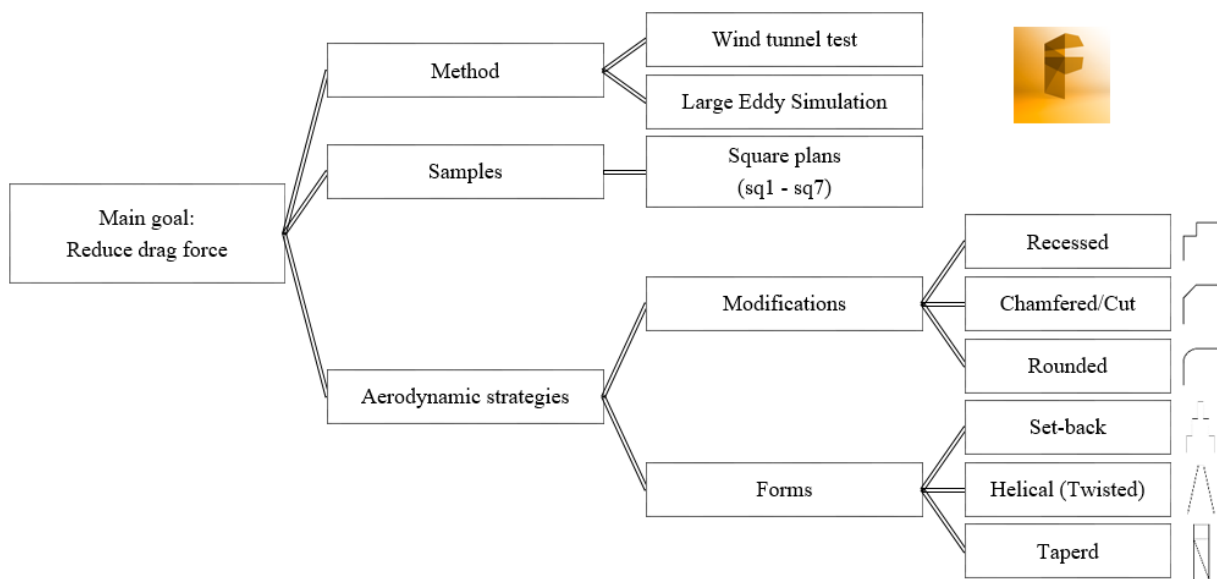 Main goal:
Reduce drag force
Method
Wind tunnel test
Large Eddy Simulation
Samples
Square plans
(sq1 - sq7)
Aerodynamic strategies
Modifications
Recessed
Chamfered/Cut
Rounded
Forms
Set-back
Helical (Twisted)
Taperd